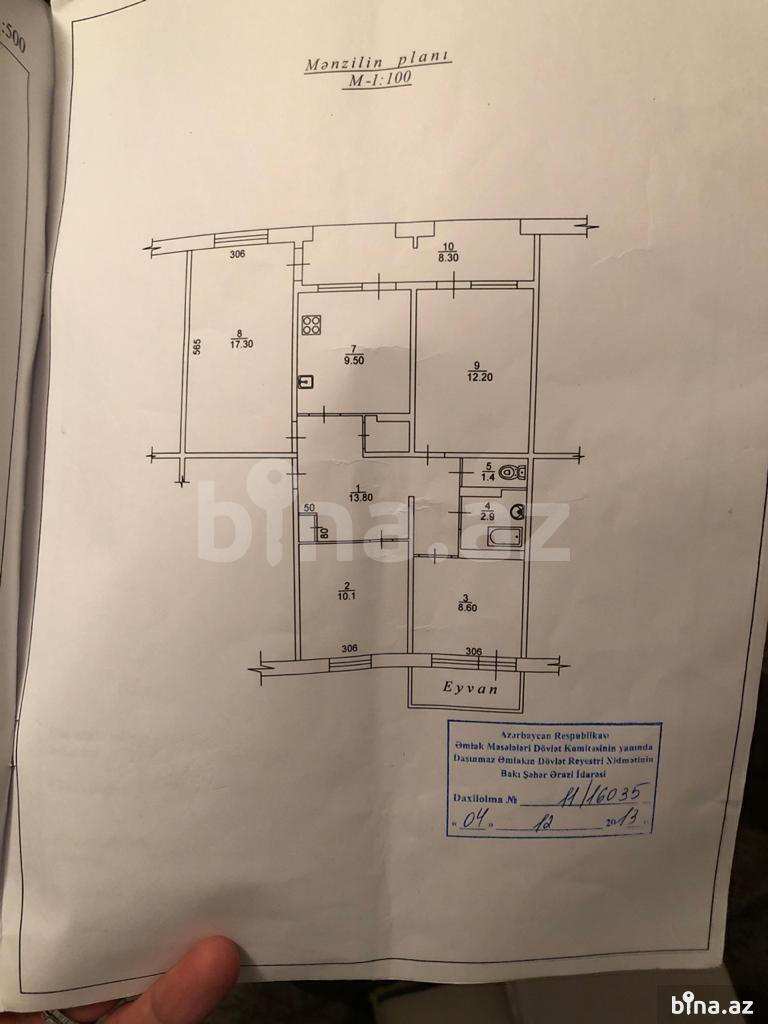 :500
Mənzilin planı
M-1:100
306
10
8.30
565
8
17.30
7
9.50
9
12.20
5
1.4
1
13.80
4
2.9
50
80
2
10.1
3
8.60
306
306
Eyvan
bina.az
Azərbaycan Respublikası
Əmlak Məsələləri Dövlət Komitəsinin yanında
Daşınmaz Əmlakın Dövlət Reyestri Xidmətinin
Bakı Şəhər Ərazi İdarəsi
Daxilolma № 11/16035
"04" 12 2013
bina.az